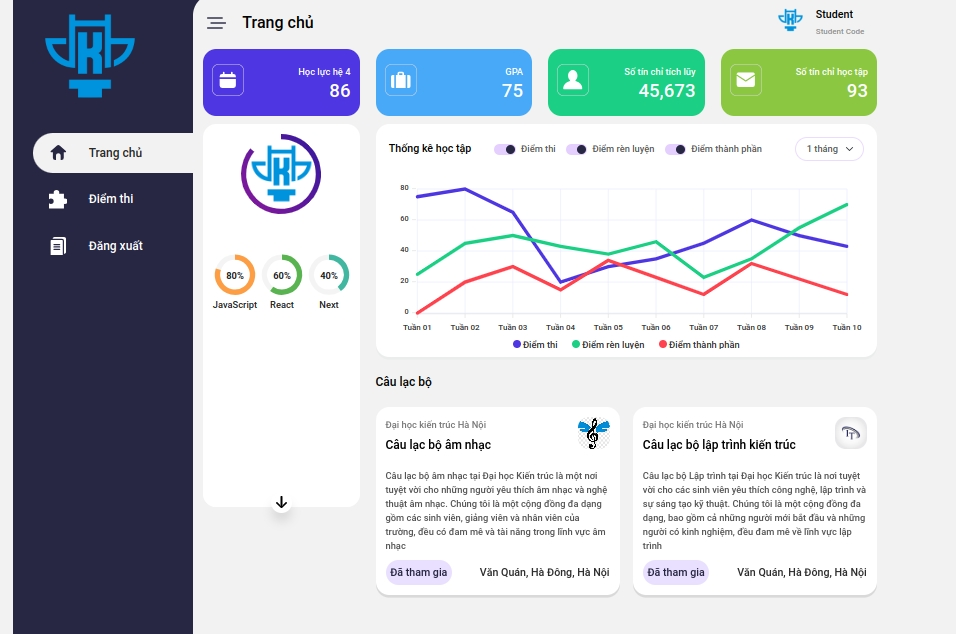 Trang chủ
Student
Student Code
Học lực hệ 4
86
GPA
75
Số tín chỉ tích lũy
45,673
Số tín chỉ học tập
93
Trang chủ
Điểm thi
Đăng xuất
80%
60%
40%
JavaScript
React
Next
Thống kê học tập
Điểm thi
Điểm rèn luyện
Điểm thành phần
1 tháng
80
60
40
20
0
Tuần 01 Tuần 02 Tuần 03 Tuần 04 Tuần 05 Tuần 06 Tuần 07 Tuần 08 Tuần 09 Tuần 10
Điểm thi Điểm rèn luyện Điểm thành phần
Câu lạc bộ
Đại học kiến trúc Hà Nội
Câu lạc bộ âm nhạc
Câu lạc bộ âm nhạc tại Đại học Kiến trúc là một nơi
tuyệt vời cho những người yêu thích âm nhạc và nghệ
thuật âm nhạc. Chúng tôi là một cộng đồng đa dạng
gồm các sinh viên, giảng viên và nhân viên của
trường, đều có đam mê và tài năng trong lĩnh vực âm
nhạc
Đã tham gia
Văn Quán, Hà Đông, Hà Nội
Đại học kiến trúc Hà Nội
Câu lạc bộ lập trình kiến trúc
Câu lạc bộ Lập trình tại Đại học Kiến trúc là nơi tuyệt
vời cho các sinh viên yêu thích công nghệ, lập trình và
sự sáng tạo kỹ thuật. Chúng tôi là một cộng đồng đa
dạng, bao gồm cả những người mới bắt đầu và những
người có kinh nghiệm, đều đam mê về lĩnh vực lập
trình
Đã tham gia
Văn Quán, Hà Đông, Hà Nội